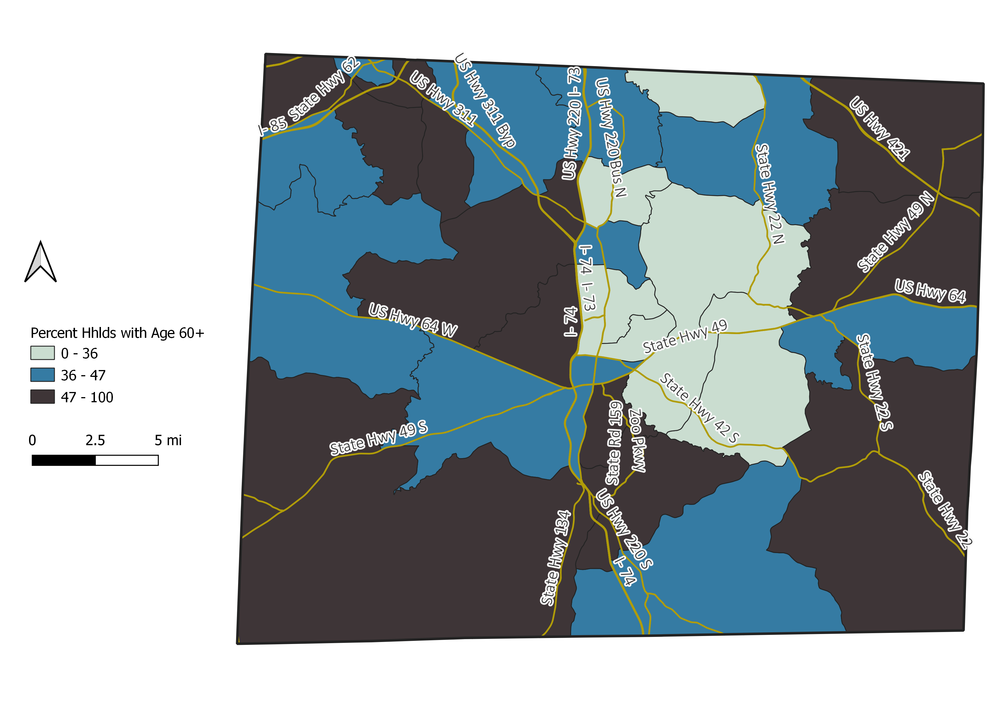 State Hwy 62
I- 85
US Hwy 311
US Hwy 311 Byp
US Hwy 220
I- 73
US Hwy 220 Bus N
US Hwy 421
State Hwy 22 N
State Hwy 49 N
US Hwy 64
I- 74
I- 73
I- 74
US Hwy 64 W
State Hwy 49
State Hwy 22 S
State Hwy 42 S
State Hwy 49 S
State Rd 159
Zoo Pkwy
State Hwy 22
US Hwy 220 S
State Hwy 134
I- 74
Percent Hhlds with Age 60+
0 - 36
36 - 47
47 - 100
0 2.5 5 mi